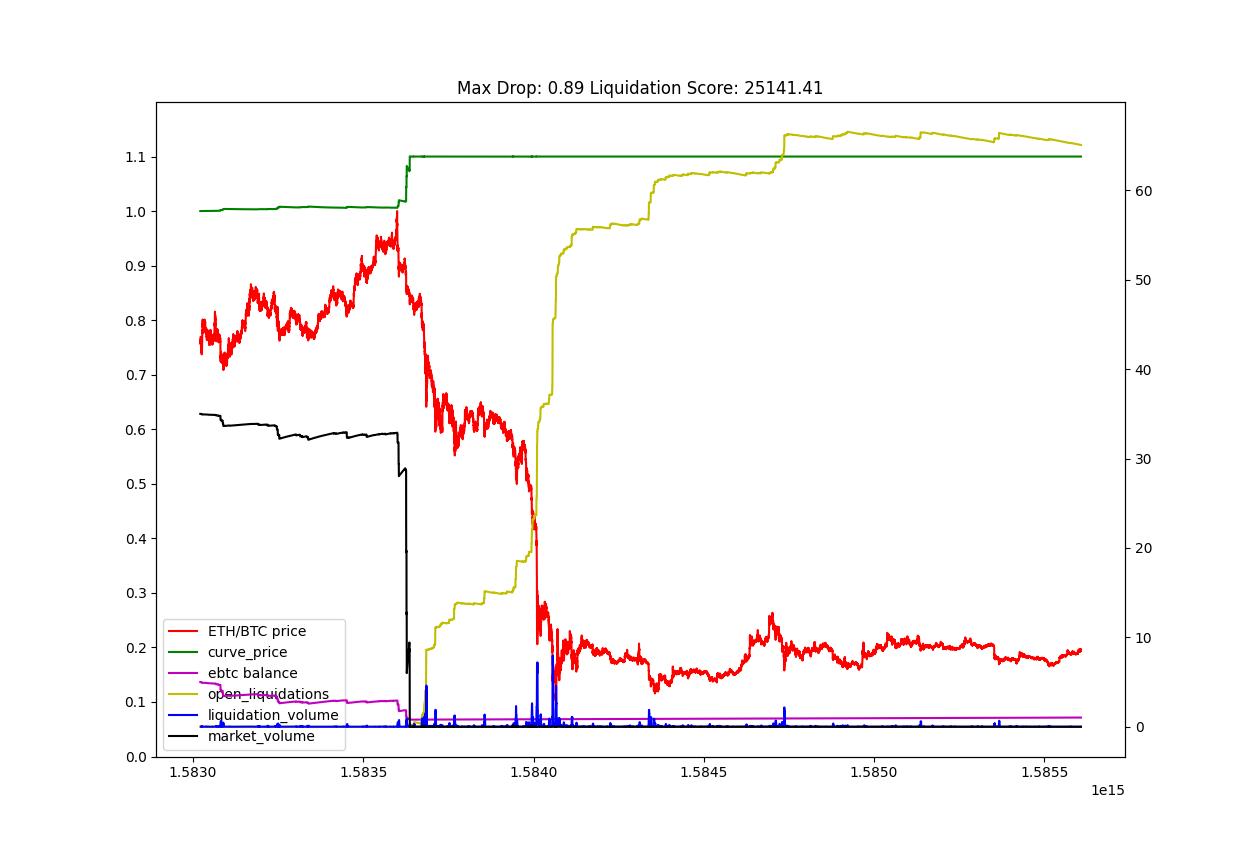 Max Drop: 0.89 Liquidation Score: 25141.41
1.1
1.0
0.9
0.8
0.7
0.6
0.5
0.4
0.3
0.2
0.1
0.0
60
50
40
30
20
10
0
ETH/BTC price
curve_price
ebtc balance
open_liquidations
liquidation_volume
market_volume
1.5830 1.5835 1.5840 1.5845 1.5850 1.5855
1e15